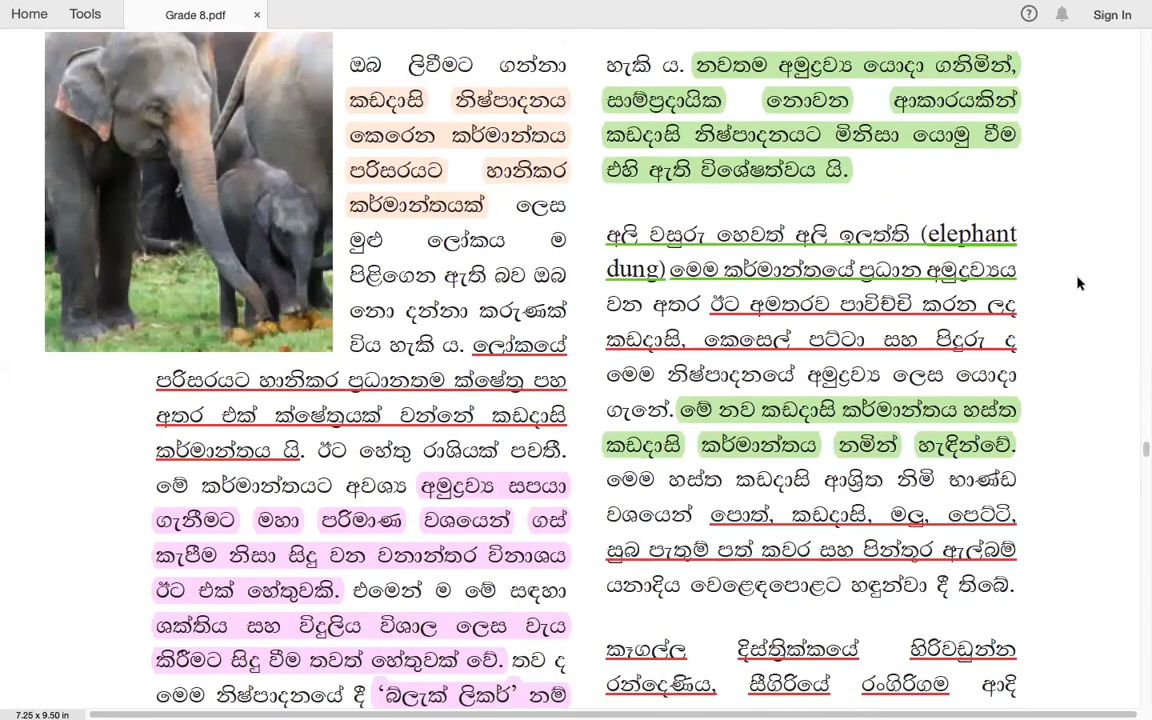 Home Tools Grade 8.pdf × Sign In
ඔබ ලිවීමට ගන්නා
කඩදාසි නිෂ්පාදනය
කෙරෙන කර්මාන්තය
පරිසරයට හානිකර
කර්මාන්තයක් ලෙස
මුළු ලෝකය ම
පිළිගෙන ඇති බව ඔබ
නො දන්නා කරුණක්
විය හැකි ය. ලෝකයේ
පරිසරයට හානිකර ප්‍රධානතම ක්ෂේත්‍ර පහ
අතර එක් ක්ෂේත්‍රයක් වන්නේ කඩදාසි
කර්මාන්තය යි. ඊට හේතු රාශියක් පවතී.
මේ කර්මාන්තයට අවශ්‍ය අමුද්‍රව්‍ය සපයා
ගැනීමට මහා පරිමාණ වශයෙන් ගස්
කැපීම නිසා සිදු වන වනාන්තර විනාශය
ඊට එක් හේතුවකි. එමෙන් ම මේ සඳහා
ශක්තිය සහ විදුලිය විශාල ලෙස වැය
කිරීමට සිදු වීම තවත් හේතුවක් වේ. තව ද
මෙම නිෂ්පාදනයේ දී ‘බ්ලැක් ලිකර්’ නම්
හැකි ය. නවතම අමුද්‍රව්‍ය යොදා ගනිමින්,
සාම්ප්‍රදායික නොවන ආකාරයකින්
කඩදාසි නිෂ්පාදනයට මිනිසා යොමු වීම
එහි ඇති විශේෂත්වය යි.
අලි වසුරු හෙවත් අලි ඉලත්ති (elephant
dung) මෙම කර්මාන්තයේ ප්‍රධාන අමුද්‍රව්‍යය
වන අතර ඊට අමතරව පාවිච්චි කරන ලද
කඩදාසි, කෙසෙල් පට්ටා සහ පිදුරු ද
මෙම නිෂ්පාදනයේ අමුද්‍රව්‍ය ලෙස යොදා
ගැනේ. මේ නව කඩදාසි කර්මාන්තය හස්ත
කඩදාසි කර්මාන්තය නමින් හැඳින්වේ.
මෙම හස්ත කඩදාසි ආශ්‍රිත නිමි භාණ්ඩ
වශයෙන් පොත්, කඩදාසි, මලු, පෙට්ටි,
සුබ පැතුම් පත් කවර සහ පින්තූර ඇල්බම්
යනාදිය වෙළෙඳපොළට හඳුන්වා දී තිබේ.
කෑගල්ල දිස්ත්‍රික්කයේ හිරිවඩුන්න
රන්දෙණිය, සීගිරියේ රංගිරිගම ආදි
7.25 x 9.50 in